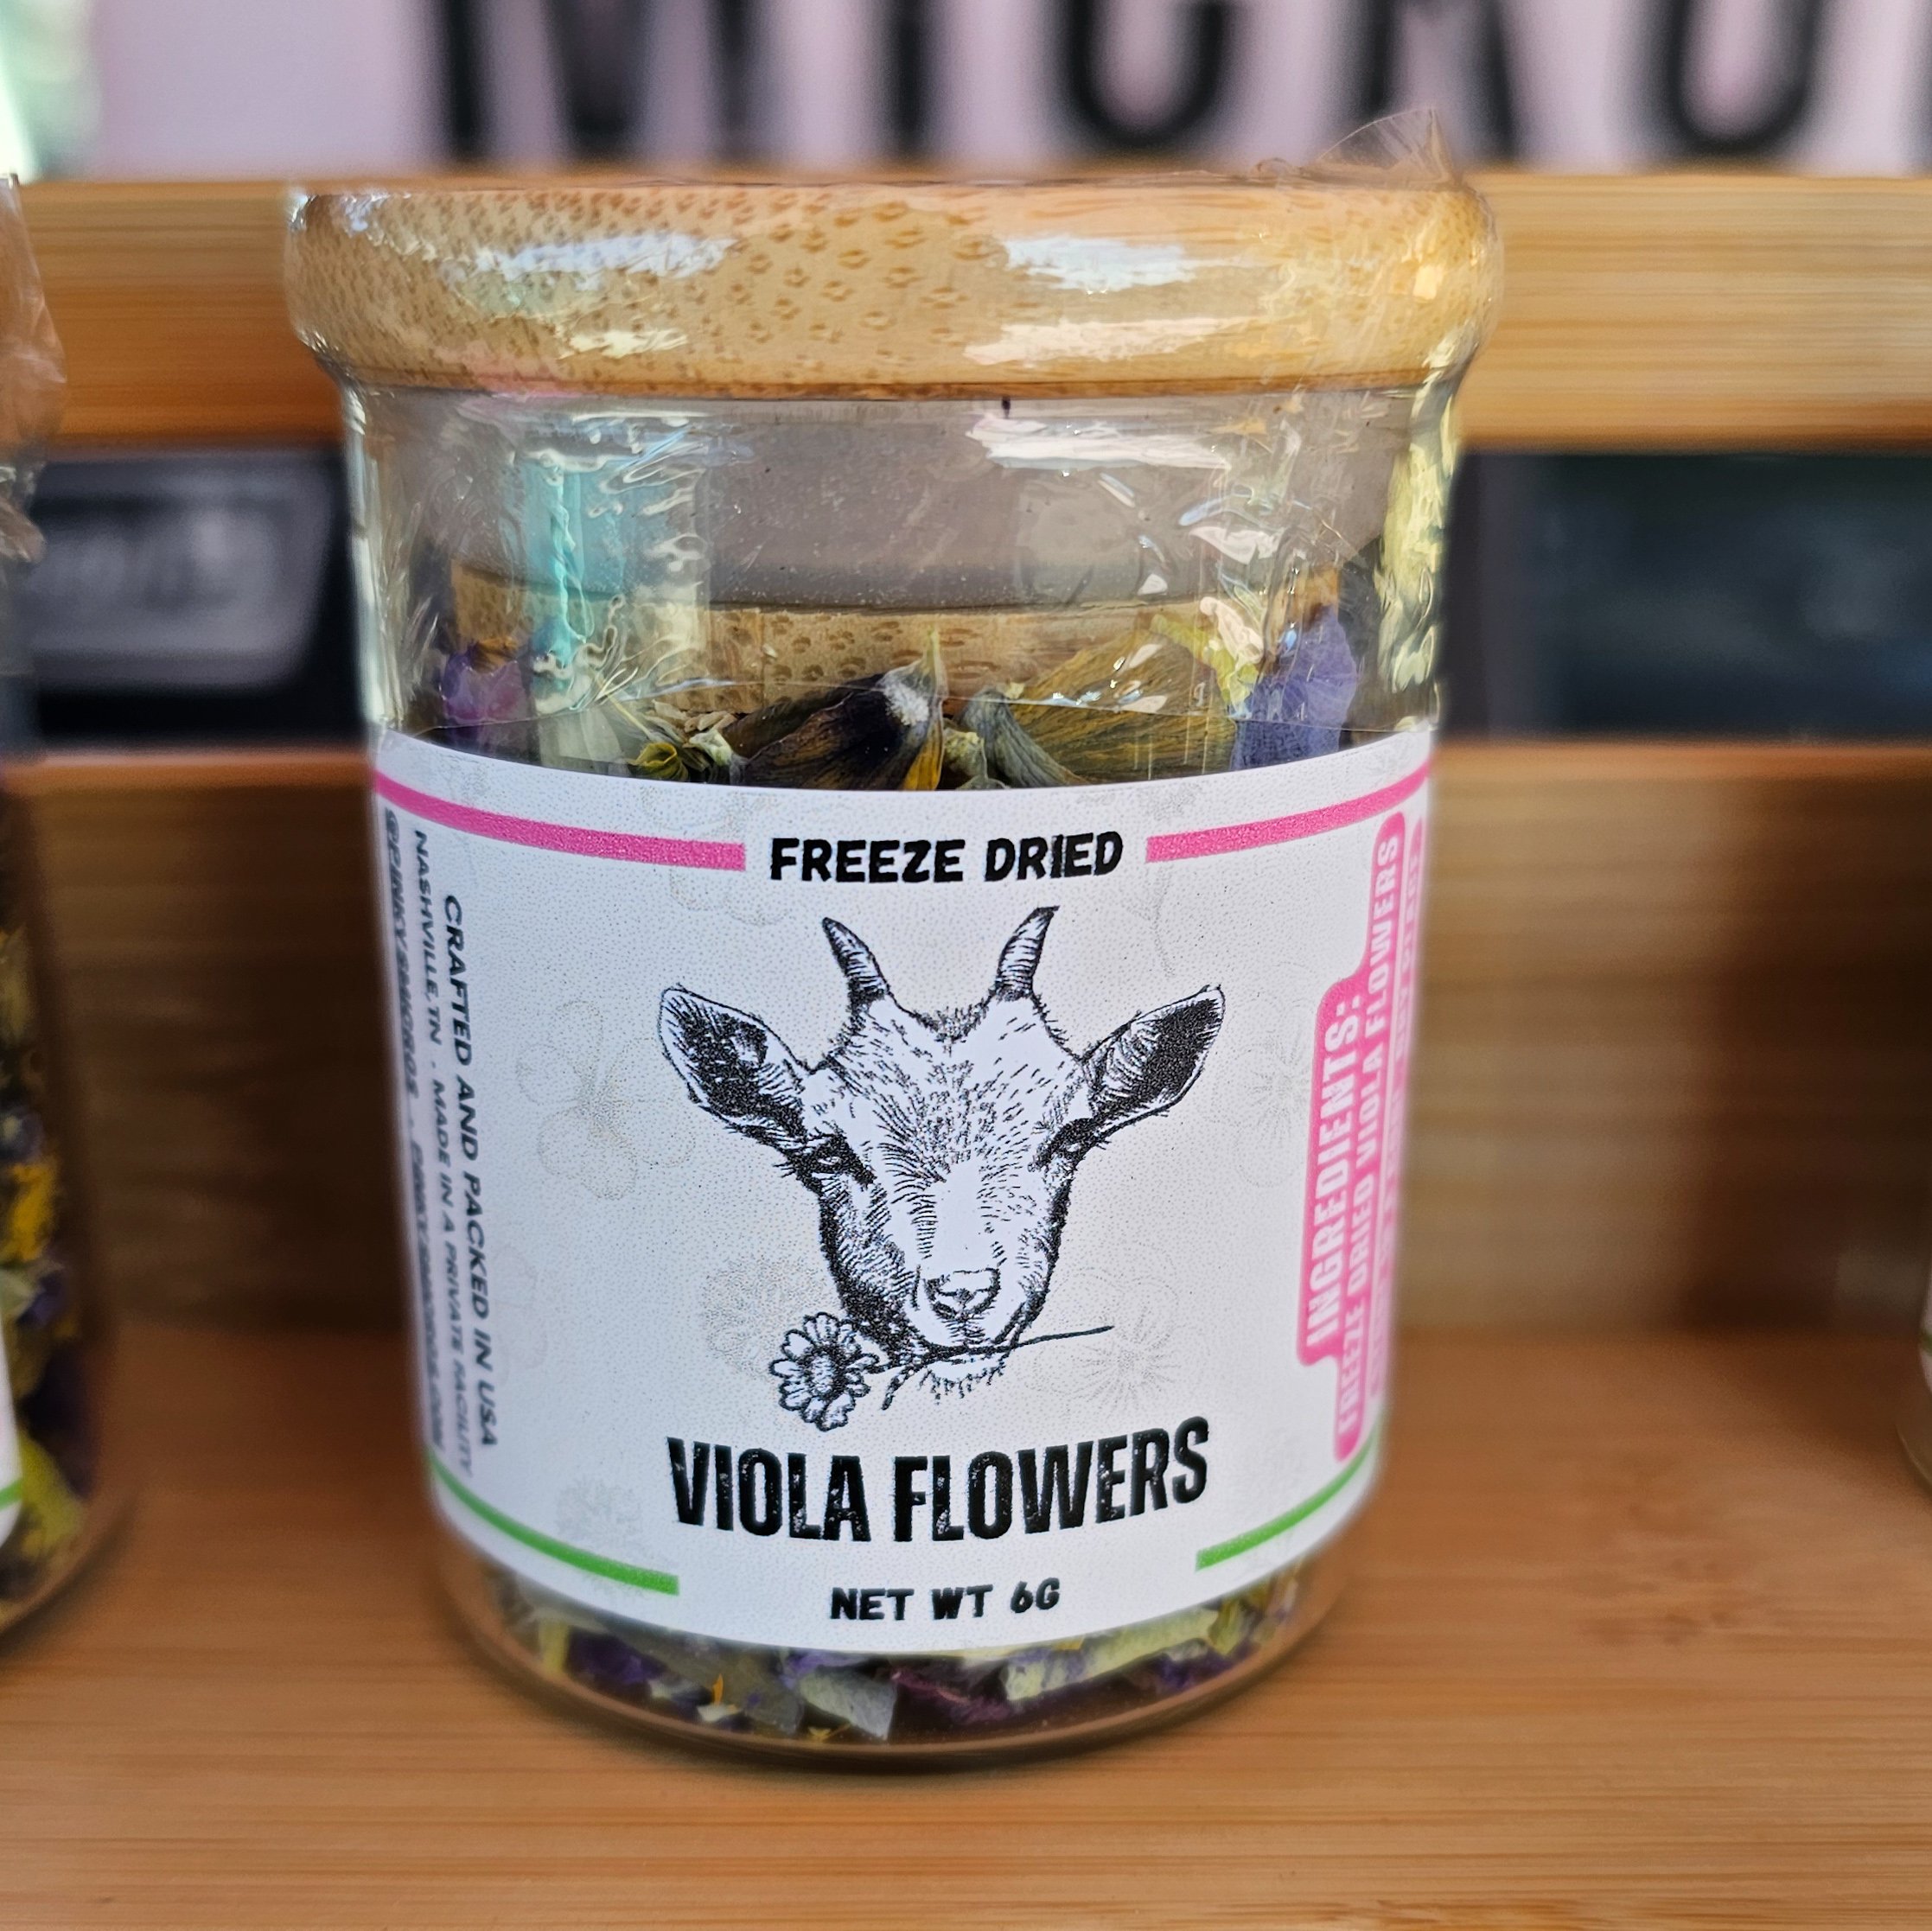 FREEZE DRIED
VIOLA FLOWERS
NET WT 6G
CRAFTED AND PACKED IN USA
NASHVILLE, TN - MADE IN A PRIVATE FACILITY
INGREDIENTS:
FREEZE DRIED VIOLA FLOWERS